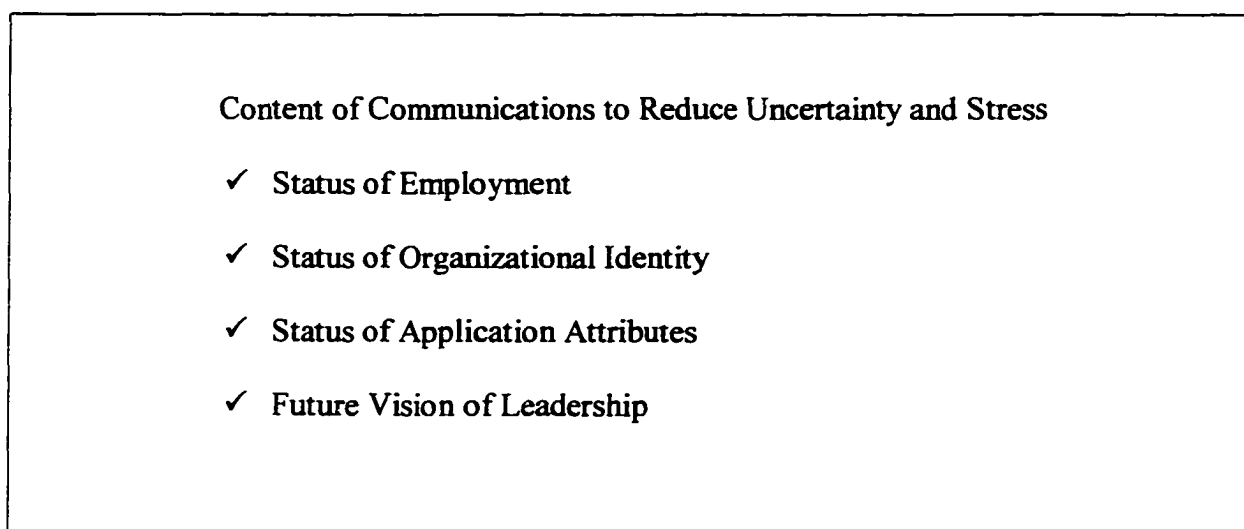 Content of Communications to Reduce Uncertainty and Stress
✓ Status of Employment
✓ Status of Organizational Identity
✓ Status of Application Attributes
✓ Future Vision of Leadership